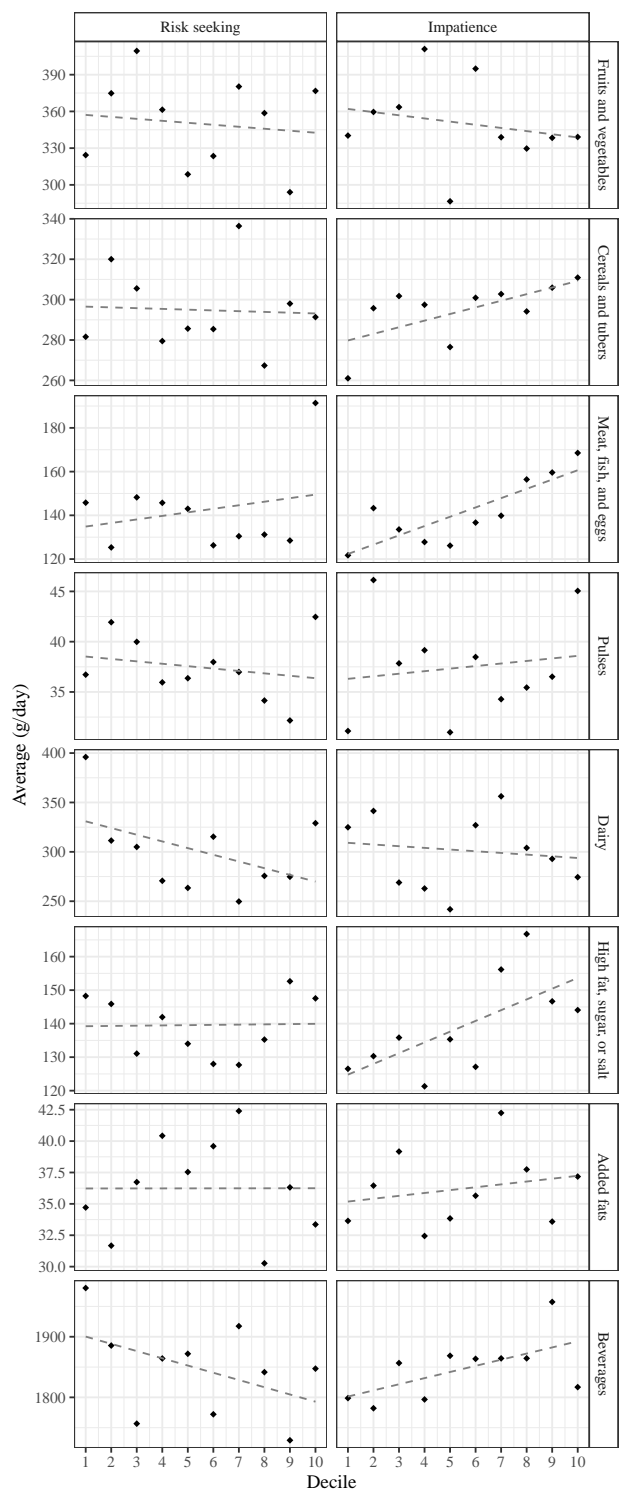 Risk seeking
Impatience
390
360
330
300
Fruits and vegetables
340
320
300
280
260
Cereals and tubers
180
160
140
120
Meat, fish, and eggs
45
40
35
Pulses
400
350
300
250
Dairy
160
150
140
130
120
High fat, sugar, or salt
42.5
40.0
37.5
35.0
32.5
30.0
Added fats
1900
1800
Beverages
Average (g/day)
1 2 3 4 5 6 7 8 9 10
1 2 3 4 5 6 7 8 9 10
Decile